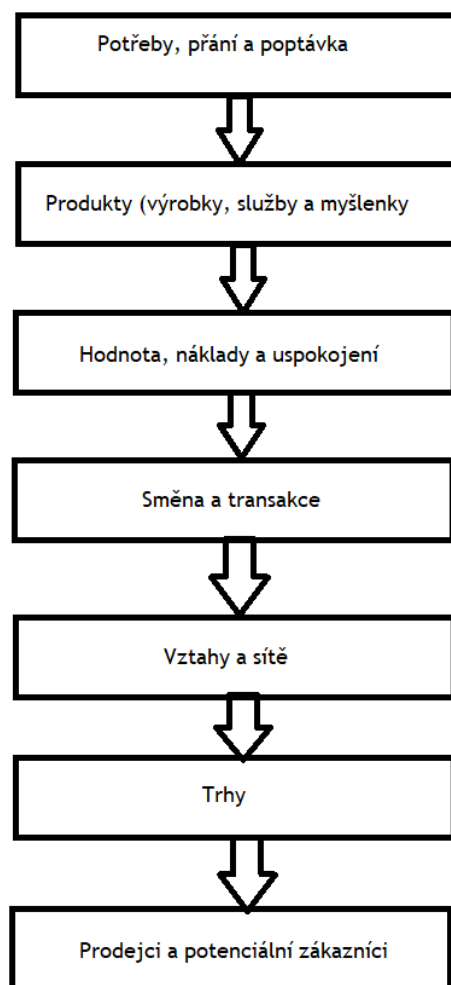 Potřeby, přání a poptávka
Produkty (výrobky, služby a myšlenky
Hodnota, náklady a uspokojení
Směna a transakce
Vztahy a sítě
Trhy
Prodejci a potenciální zákazníci